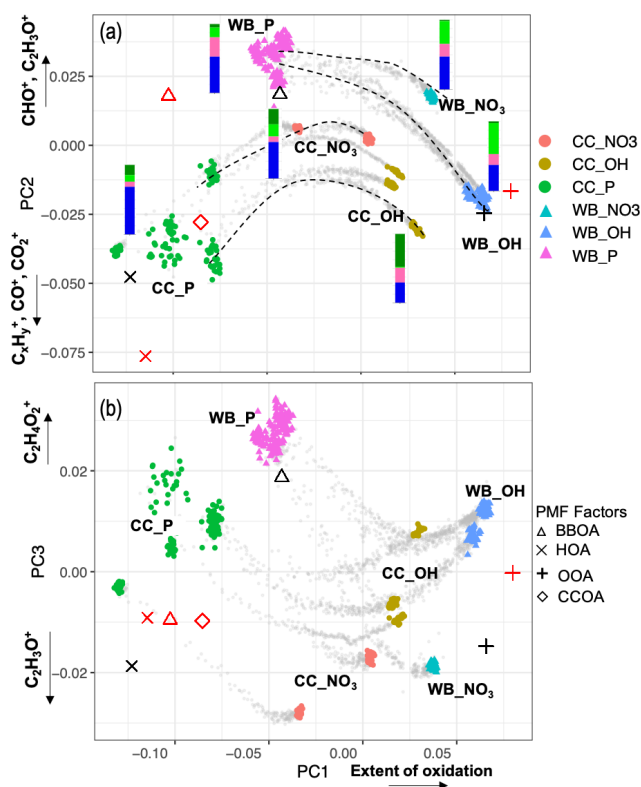 (a)
WB_P
WB_NO₃
CC_NO₃
CC_OH
WB_OH
CC_P
CHO⁺, C₂H₃O⁺
PC2
CₓHᵧ⁺, CO⁺, CO₂⁺
0.025
0.000
−0.025
−0.050
−0.075
CC_NO3
CC_OH
CC_P
WB_NO3
WB_OH
WB_P
(b)
WB_P
WB_OH
CC_P
CC_OH
CC_NO₃
WB_NO₃
C₂H₄O₂⁺
PC3
C₂H₃O⁺
0.02
0.00
−0.02
PMF Factors
BBOA
HOA
OOA
CCOA
−0.10
−0.05
0.00
0.05
PC1 Extent of oxidation